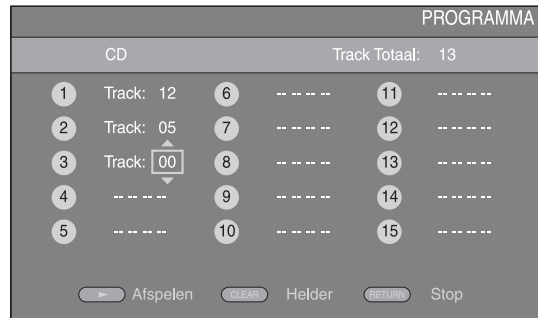 PROGRAMMA
CD Track Totaal: 13
1 Track: 12 6 -- -- -- -- 11 -- -- -- --
2 Track: 05 7 -- -- -- -- 12 -- -- -- --
3 Track: 00 8 -- -- -- -- 13 -- -- -- --
4 -- -- -- -- 9 -- -- -- -- 14 -- -- -- --
5 -- -- -- -- 10 -- -- -- -- 15 -- -- -- --
Afspelen CLEAR Helder RETURN Stop